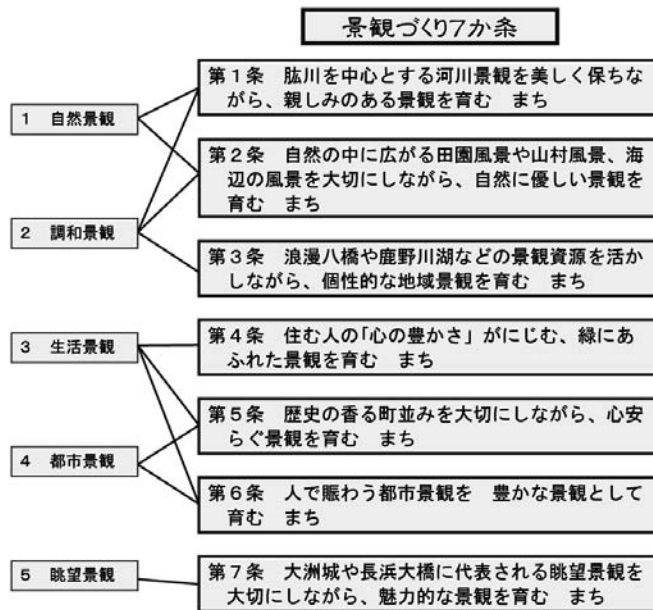 景観づくり7か条
第1条　肱川を中心とする河川景観を美しく保ちな
がら、親しみのある景観を育む　まち
1　自然景観
第2条　自然の中に広がる田園風景や山村風景、海
辺の風景を大切にしながら、自然に優しい景観を
育む　まち
2　調和景観
第3条　浪漫八橋や鹿野川湖などの景観資源を活か
しながら、個性的な地域景観を育む　まち
3　生活景観
第4条　住む人の「心の豊かさ」がにじむ、緑にあ
ふれた景観を育む　まち
第5条　歴史の香る町並みを大切にしながら、心安
らぐ景観を育む　まち
4　都市景観
第6条　人で賑わう都市景観を　豊かな景観として
育む　まち
5　眺望景観
第7条　大洲城や長浜大橋に代表される眺望景観を
大切にしながら、魅力的な景観を育む　まち